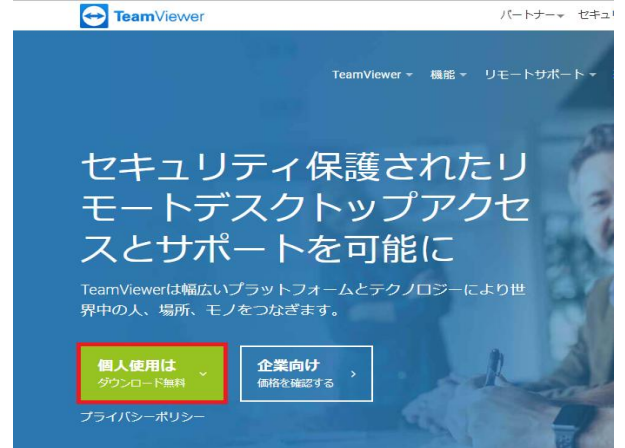 TeamViewer
パートナー セキュリ
TeamViewer 機能 リモートサポート
セキュリティ保護されたリ
モートデスクトップアクセ
スとサポートを可能に
TeamViewerは幅広いプラットフォームとテクノロジーにより世
界中の人、場所、モノをつなぎます。
個人使用は
ダウンロード無料
企業向け
価格を確認する
プライバシーポリシー